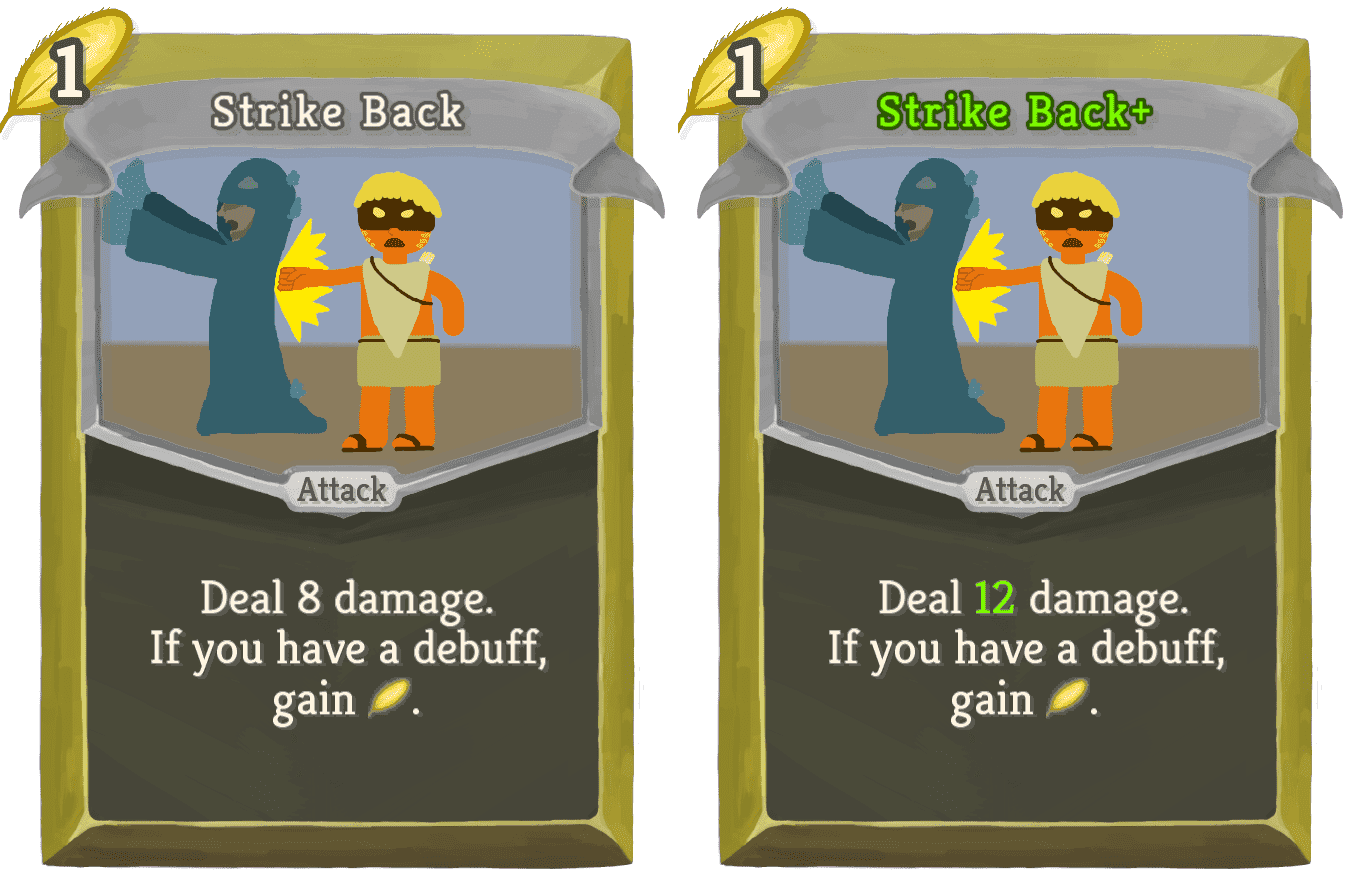 1
Strike Back
Attack
Deal 8 damage.
If you have a debuff,
gain .
1
Strike Back+
Attack
Deal 12 damage.
If you have a debuff,
gain .